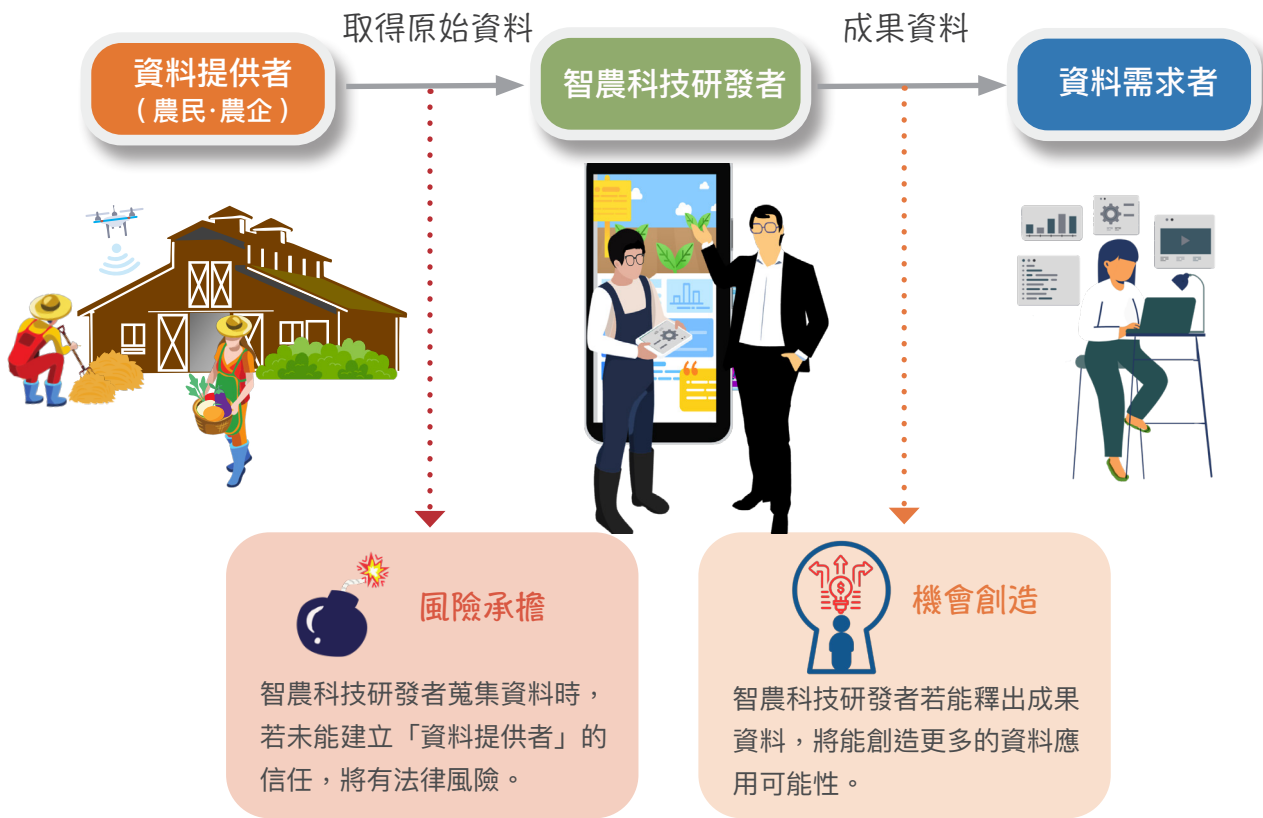 取得原始資料
成果資料
資料提供者
（農民·農企）
智農科技研發者
資料需求者
風險承擔
智農科技研發者蒐集資料時，
若未能建立「資料提供者」的
信任，將有法律風險。
機會創造
智農科技研發者若能釋出成果
資料，將能創造更多的資料應
用可能性。